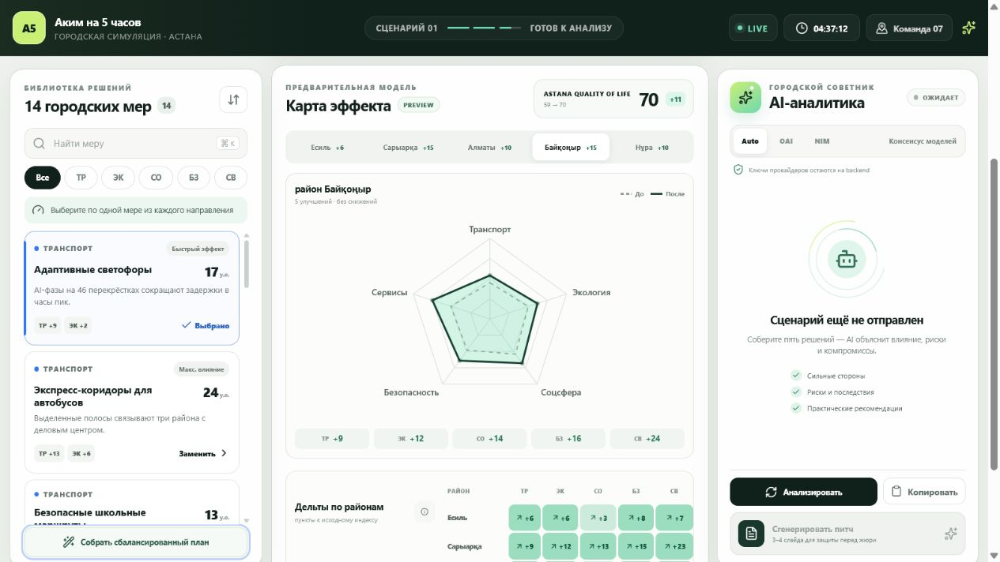 A5
Аким на 5 часов
ГОРОДСКАЯ СИМУЛЯЦИЯ · АСТАНА
СЦЕНАРИЙ 01
ГОТОВ К АНАЛИЗУ
LIVE
04:37:12
Команда 07
БИБЛИОТЕКА РЕШЕНИЙ
14 городских мер 14
Найти меру
⌘ K
Все ТР ЭК СО БЗ СВ
Выберите по одной мере из каждого направления
ТРАНСПОРТ
Быстрый эффект
Адаптивные светофоры
17 у.е.
AI-фазы на 46 перекрёстках сокращают задержки в
часы пик.
ТР +9 ЭК +2
Выбрано
ТРАНСПОРТ
Макс. влияние
Экспресс-коридоры для
автобусов
24 у.е.
Выделенные полосы связывают три района с
деловым центром.
ТР +13 ЭК +6
Заменить
ТРАНСПОРТ
Безопасные школьные
маршруты
13 у.е.
Собрать сбалансированный план
ПРЕДВАРИТЕЛЬНАЯ МОДЕЛЬ
Карта эффекта PREVIEW
ASTANA QUALITY OF LIFE
59 → 70
70 +11
Есиль +6
Сарыарқа +15
Алматы +10
Байқоңыр +15
Нұра +10
район Байқоңыр
5 улучшений · без снижений
До
После
Транспорт
Сервисы
Экология
Безопасность
Соцсфера
ТР +9
ЭК +12
СО +14
БЗ +16
СВ +24
Дельты по районам
пункты к исходному индексу
РАЙОН ТР ЭК СО БЗ СВ
Есиль +6 +6 +3 +8 +7
Сарыарқа +9 +12 +13 +15 +23
ГОРОДСКОЙ СОВЕТНИК
AI-аналитика
ОЖИДАЕТ
Auto OAI NIM
Консенсус моделей
Ключи провайдеров остаются на backend
Сценарий ещё не отправлен
Соберите пять решений — AI объяснит влияние, риски
и компромиссы.
Сильные стороны
Риски и последствия
Практические рекомендации
Анализировать
Копировать
Сгенерировать питч
3–4 слайда для защиты перед жюри